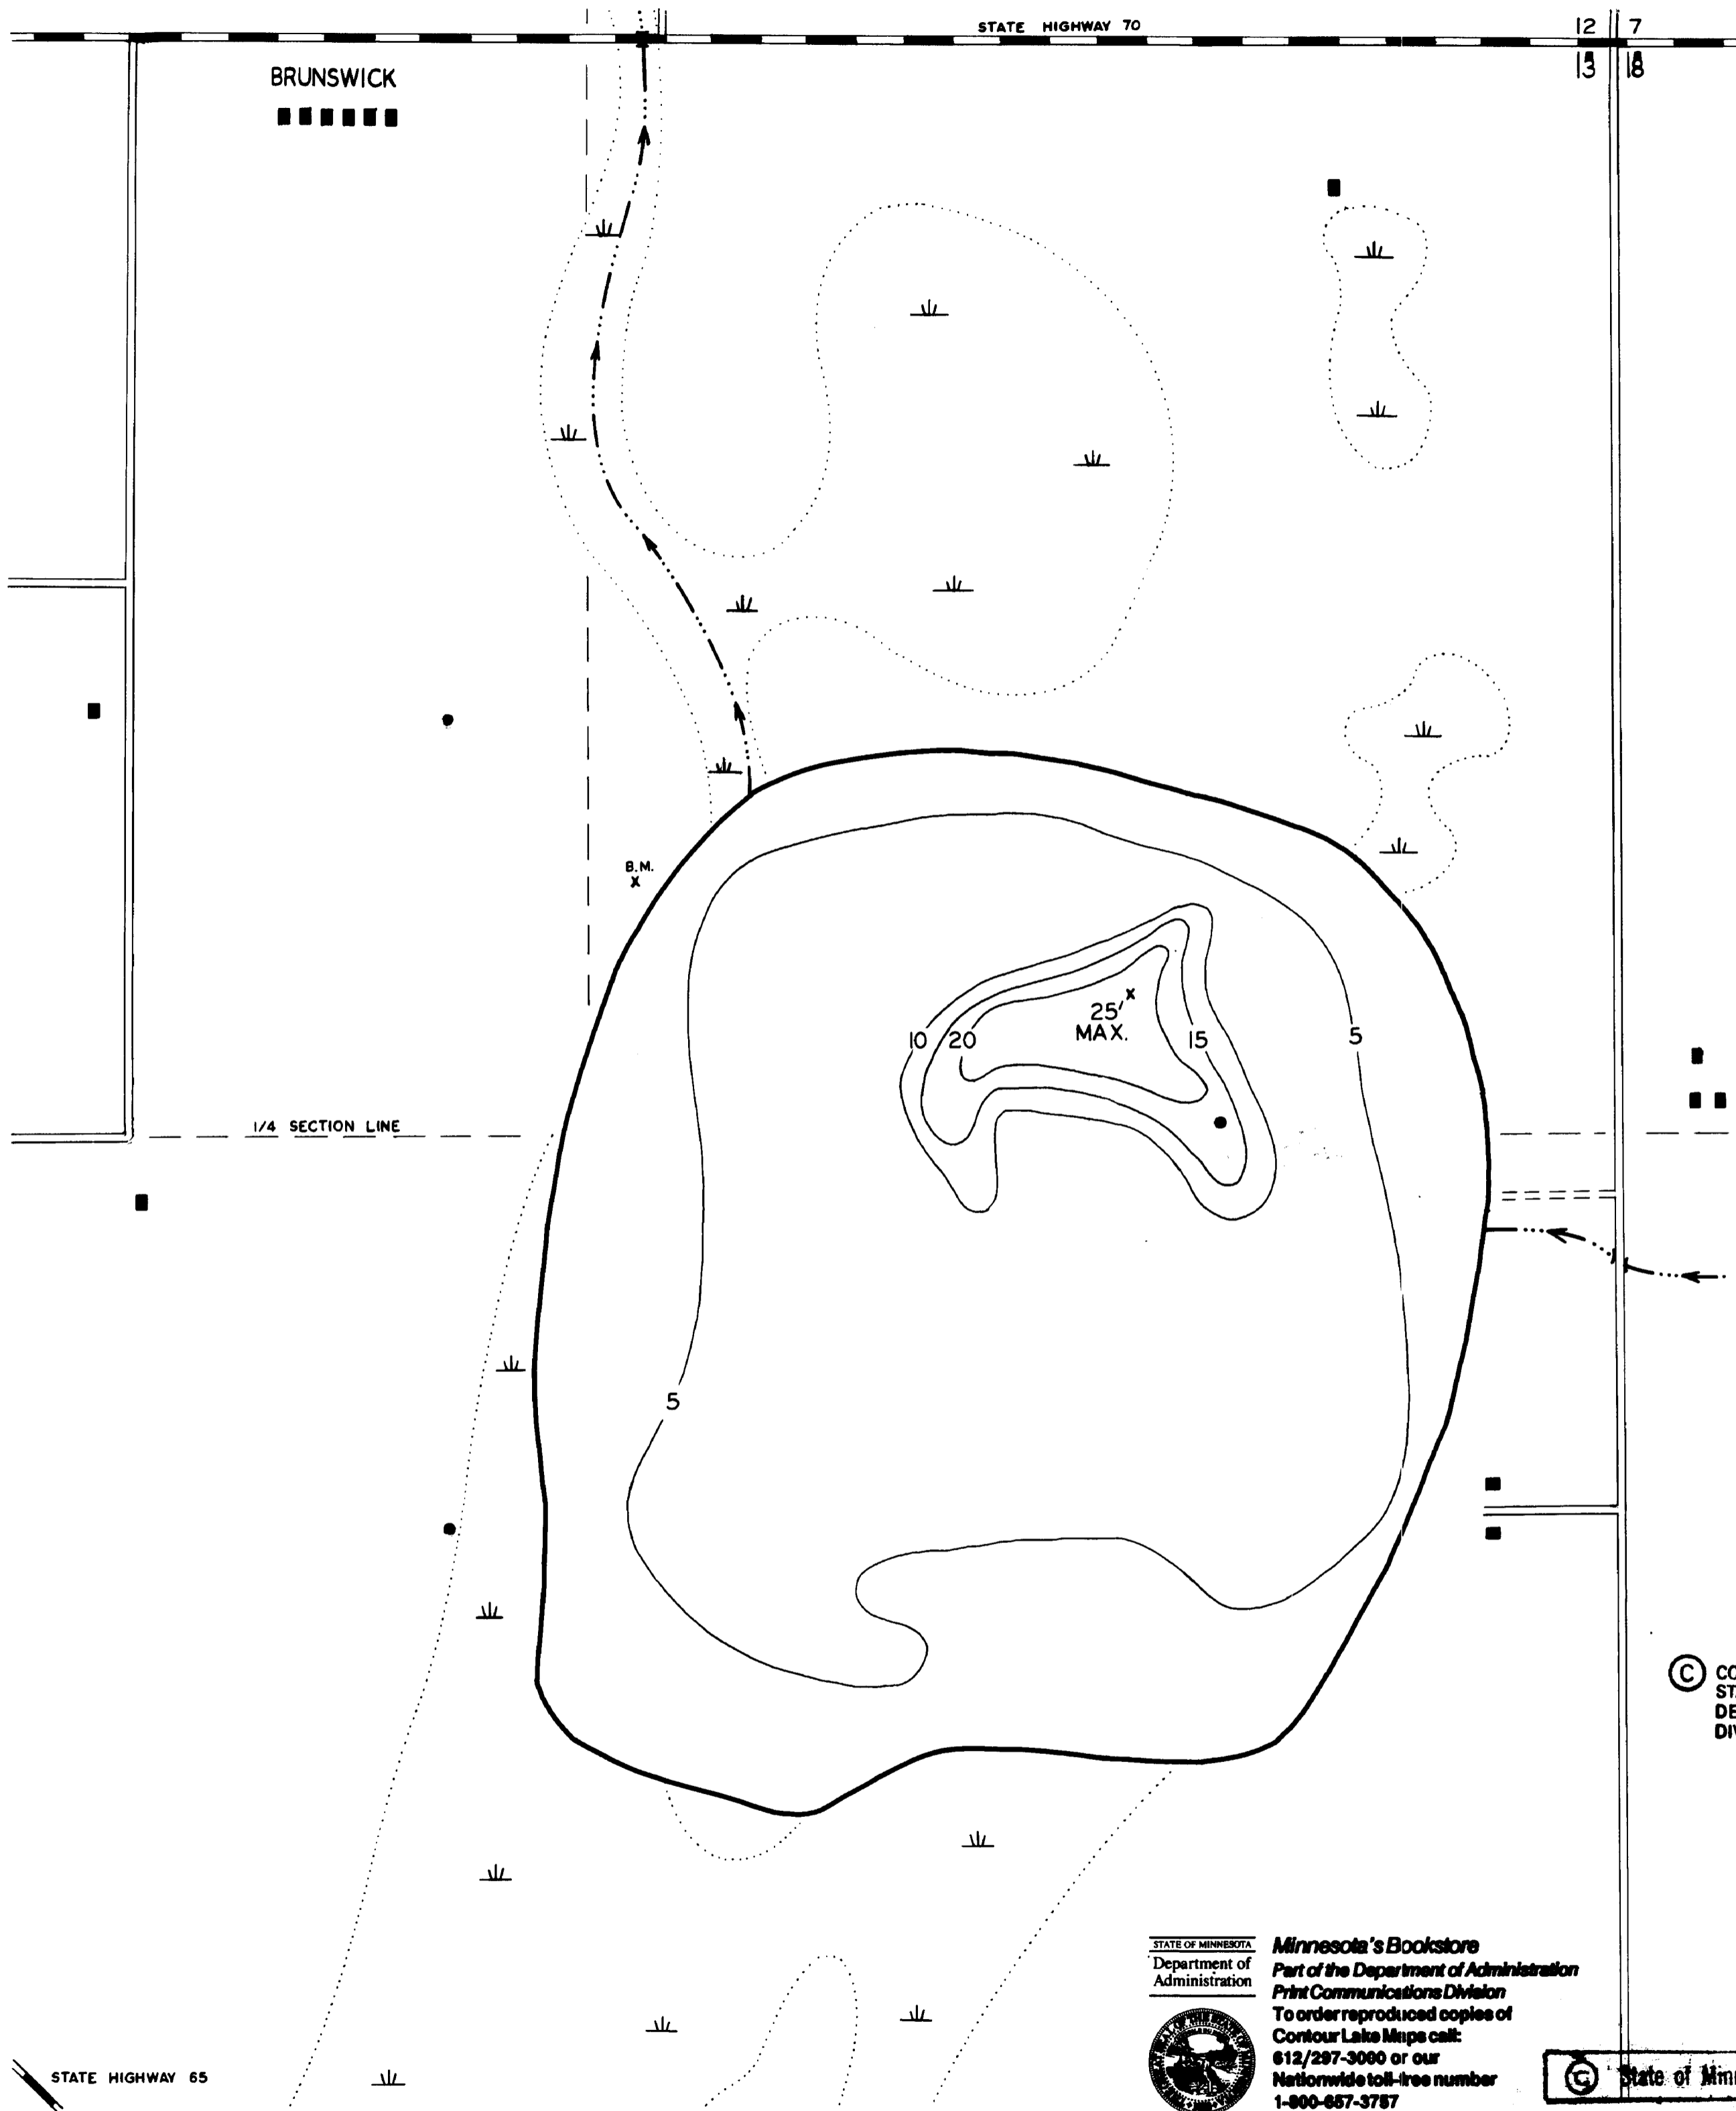 STATE HIGHWAY 70
12 7
13 18
BRUNSWICK
B.M.
X
25' X
MAX.
10 20 15 5
1/4 SECTION LINE
5
C
STATE OF MINNESOTA
Department of
Administration
Minnesota's Bookstore
Part of the Department of Administration
Print Communications Division
To order reproduced copies of
Contour Lake Maps call:
612/297-3000 or our
Nationwide toll-free number
1-800-657-3757
STATE HIGHWAY 65
C State of